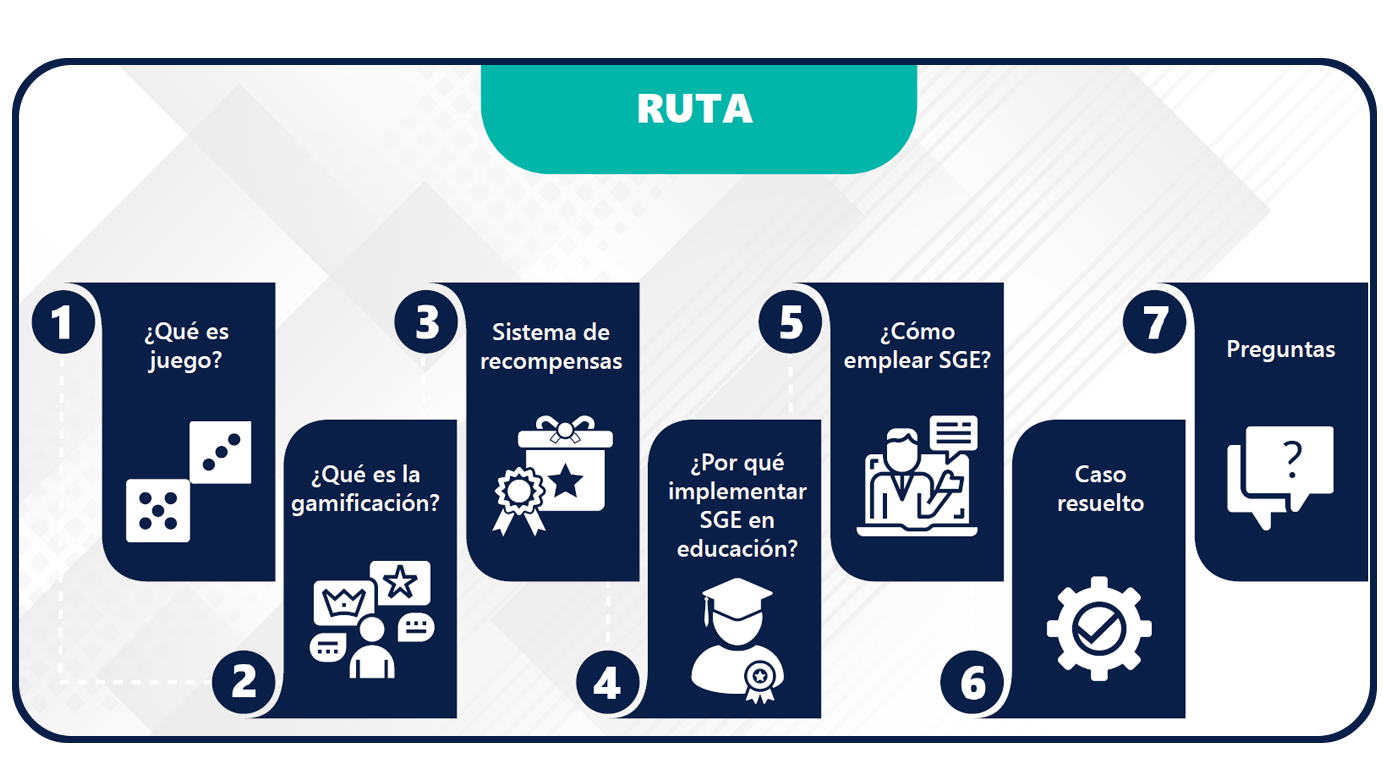 RUTA
1
¿Qué es
juego?
2
¿Qué es la
gamificación?
3
Sistema de
recompensas
4
¿Por qué
implementar
SGE en
educación?
5
¿Cómo
emplear SGE?
6
Caso
resuelto
7
Preguntas
?